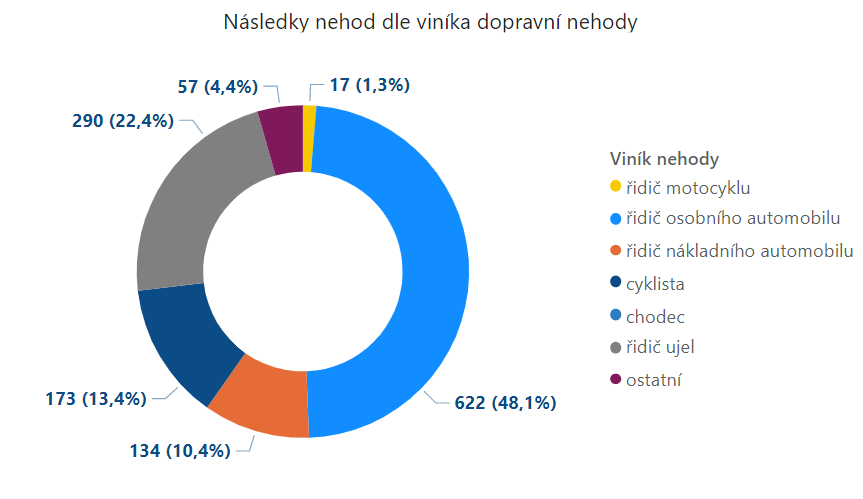 Následky nehod dle viníka dopravní nehody
57 (4,4%)
17 (1,3%)
290 (22,4%)
173 (13,4%)
134 (10,4%)
622 (48,1%)
Viník nehody
řidič motocyklu
řidič osobního automobilu
řidič nákladního automobilu
cyklista
chodec
řidič ujel
ostatní